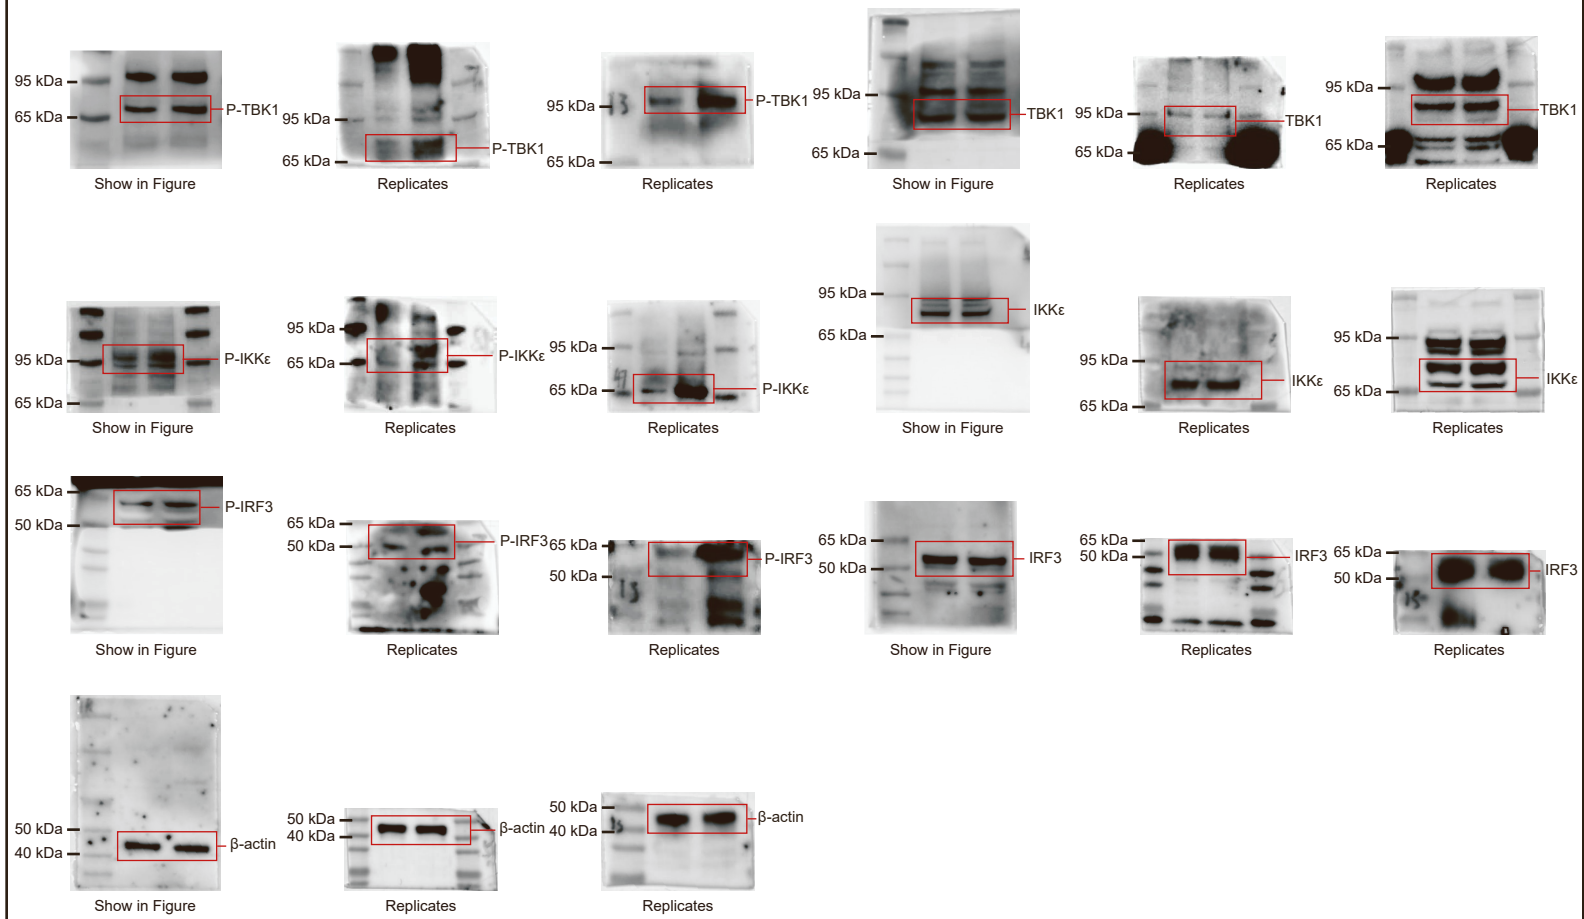 95 kDa
65 kDa
P-TBK1
Show in Figure
95 kDa
65 kDa
P-TBK1
Replicates
95 kDa
65 kDa
13
P-TBK1
Replicates
95 kDa
65 kDa
TBK1
Show in Figure
95 kDa
65 kDa
TBK1
Replicates
95 kDa
65 kDa
TBK1
Replicates
95 kDa
65 kDa
P-IKKε
Show in Figure
95 kDa
65 kDa
P-IKKε
Replicates
95 kDa
65 kDa
P-IKKε
Replicates
95 kDa
65 kDa
IKKε
Show in Figure
95 kDa
65 kDa
IKKε
Replicates
95 kDa
65 kDa
IKKε
Replicates
65 kDa
50 kDa
P-IRF3
Show in Figure
65 kDa
50 kDa
P-IRF3
Replicates
65 kDa
50 kDa
13
P-IRF3
Replicates
65 kDa
50 kDa
IRF3
Show in Figure
65 kDa
50 kDa
IRF3
Replicates
65 kDa
50 kDa
IRF3
Replicates
50 kDa
40 kDa
β-actin
Show in Figure
50 kDa
40 kDa
β-actin
Replicates
50 kDa
40 kDa
β-actin
Replicates